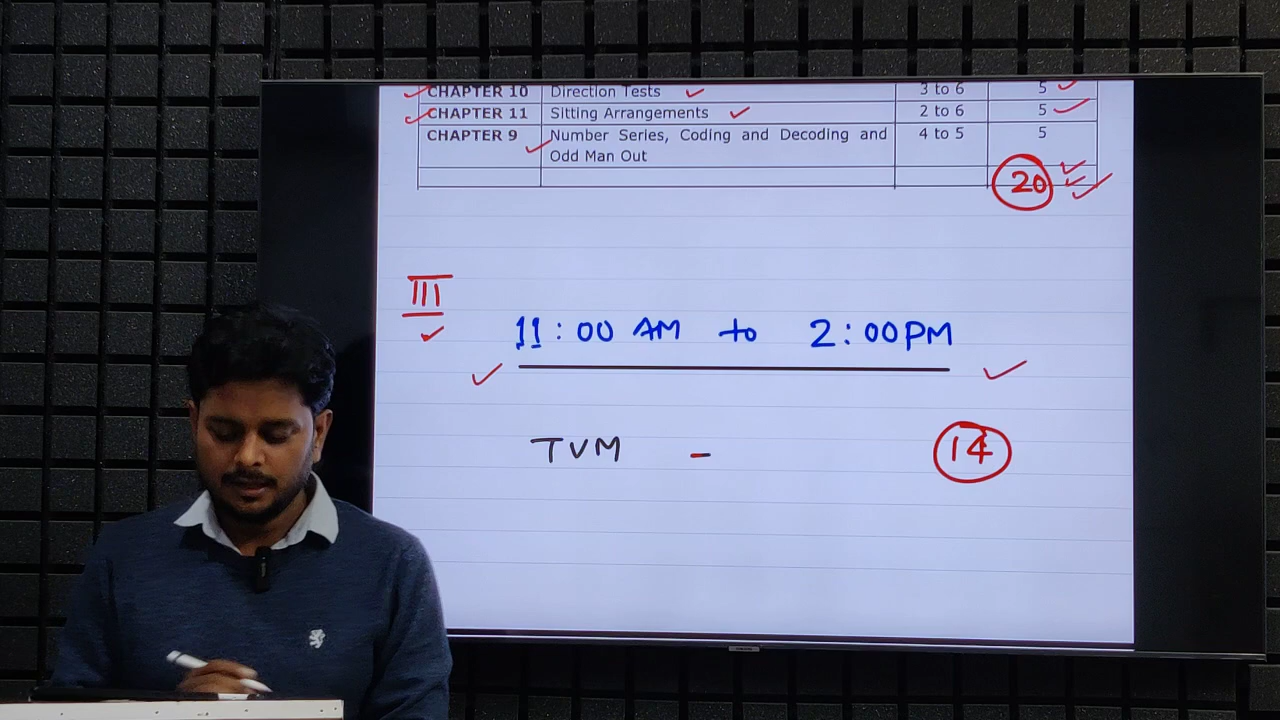 CHAPTER 10 Direction Tests 3 to 6 5
CHAPTER 11 Sitting Arrangements 2 to 6 5
CHAPTER 9 Number Series, Coding and Decoding and 4 to 5 5
Odd Man Out
20
III
11:00 AM to 2:00PM
TVM - 14